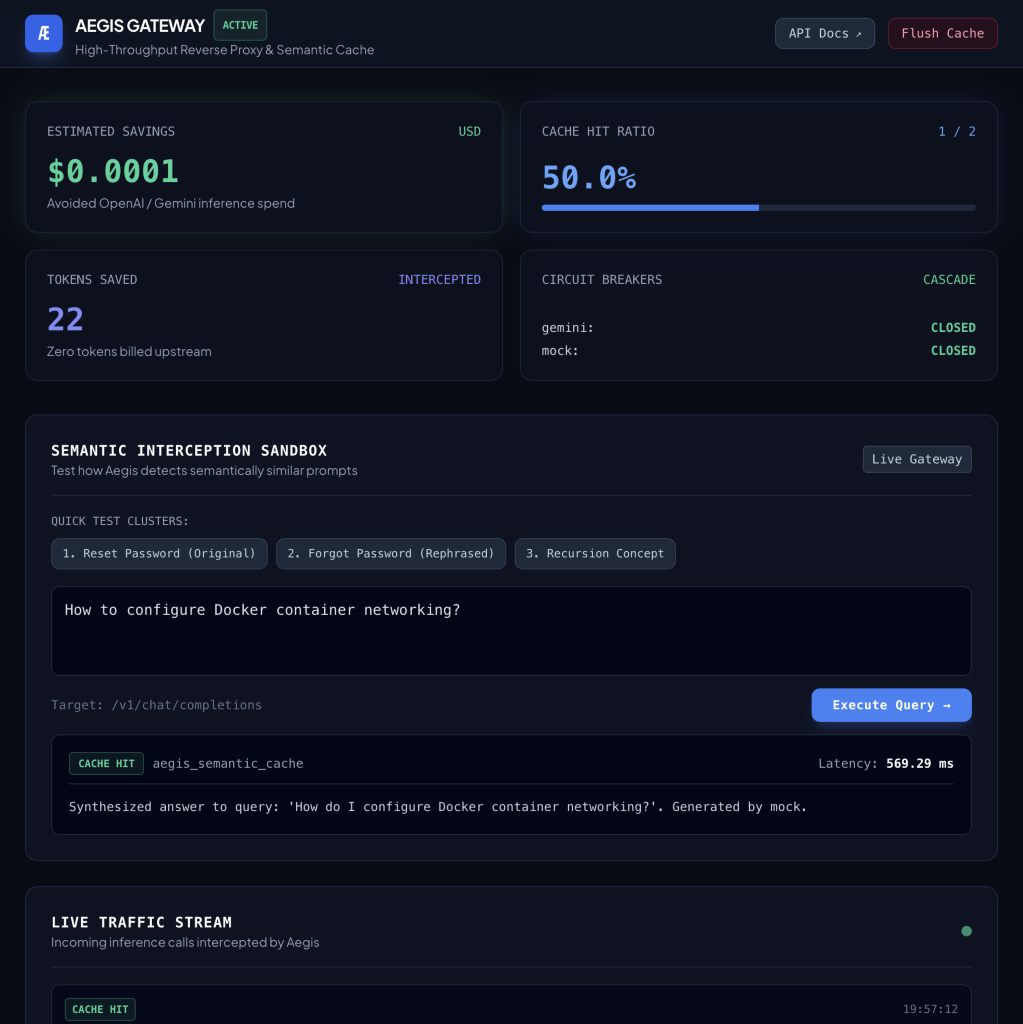 Æ
AEGIS GATEWAY ACTIVE
High-Throughput Reverse Proxy & Semantic Cache
API Docs ↗
Flush Cache
ESTIMATED SAVINGS USD
$0.0001
Avoided OpenAI / Gemini inference spend
CACHE HIT RATIO 1 / 2
50.0%
TOKENS SAVED INTERCEPTED
22
Zero tokens billed upstream
CIRCUIT BREAKERS CASCADE
gemini: CLOSED
mock: CLOSED
SEMANTIC INTERCEPTION SANDBOX
Test how Aegis detects semantically similar prompts
Live Gateway
QUICK TEST CLUSTERS:
1. Reset Password (Original) 2. Forgot Password (Rephrased) 3. Recursion Concept
How to configure Docker container networking?
Target: /v1/chat/completions
Execute Query →
CACHE HIT aegis_semantic_cache Latency: 569.29 ms
Synthesized answer to query: 'How do I configure Docker container networking?'. Generated by mock.
LIVE TRAFFIC STREAM
Incoming inference calls intercepted by Aegis
CACHE HIT 19:57:12